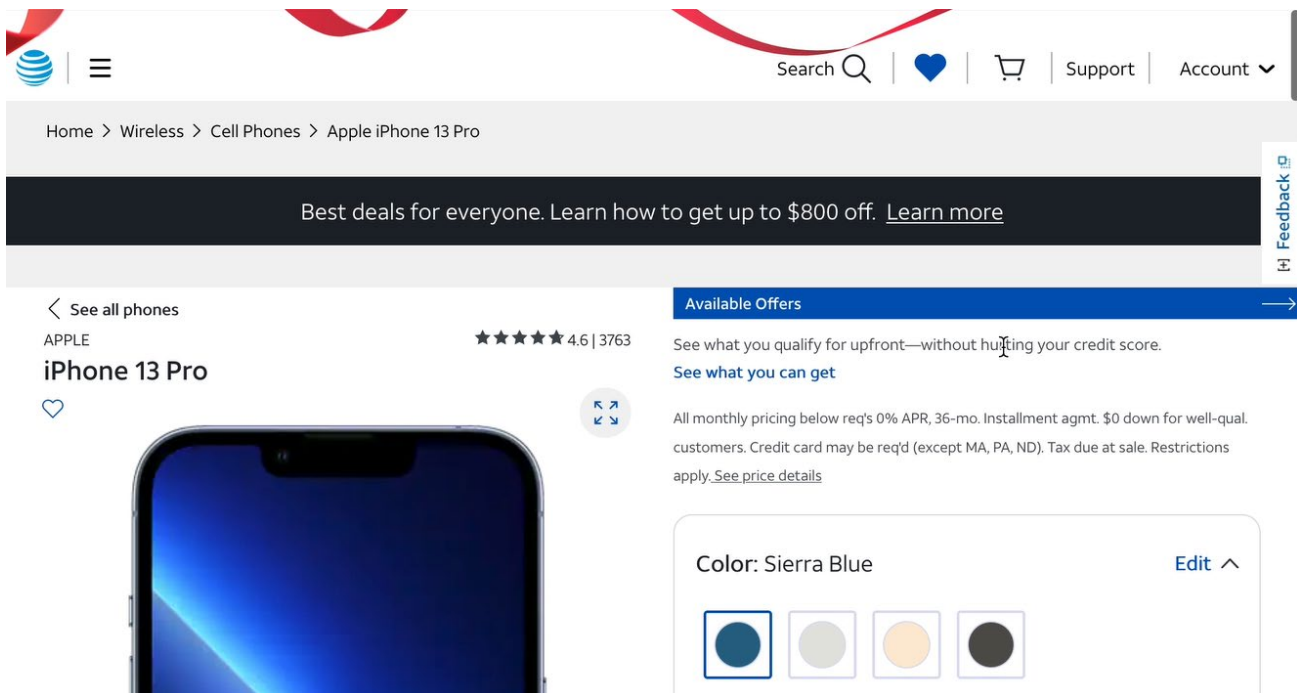 Search
Support
Account
Home > Wireless > Cell Phones > Apple iPhone 13 Pro
Feedback
Best deals for everyone. Learn how to get up to $800 off. Learn more
See all phones
APPLE
4.6 | 3763
iPhone 13 Pro
Available Offers
See what you qualify for upfront—without hurting your credit score.
See what you can get
All monthly pricing below req's 0% APR, 36-mo. Installment agmt. $0 down for well-qual.
customers. Credit card may be req'd (except MA, PA, ND). Tax due at sale. Restrictions
apply. See price details
Color: Sierra Blue
Edit